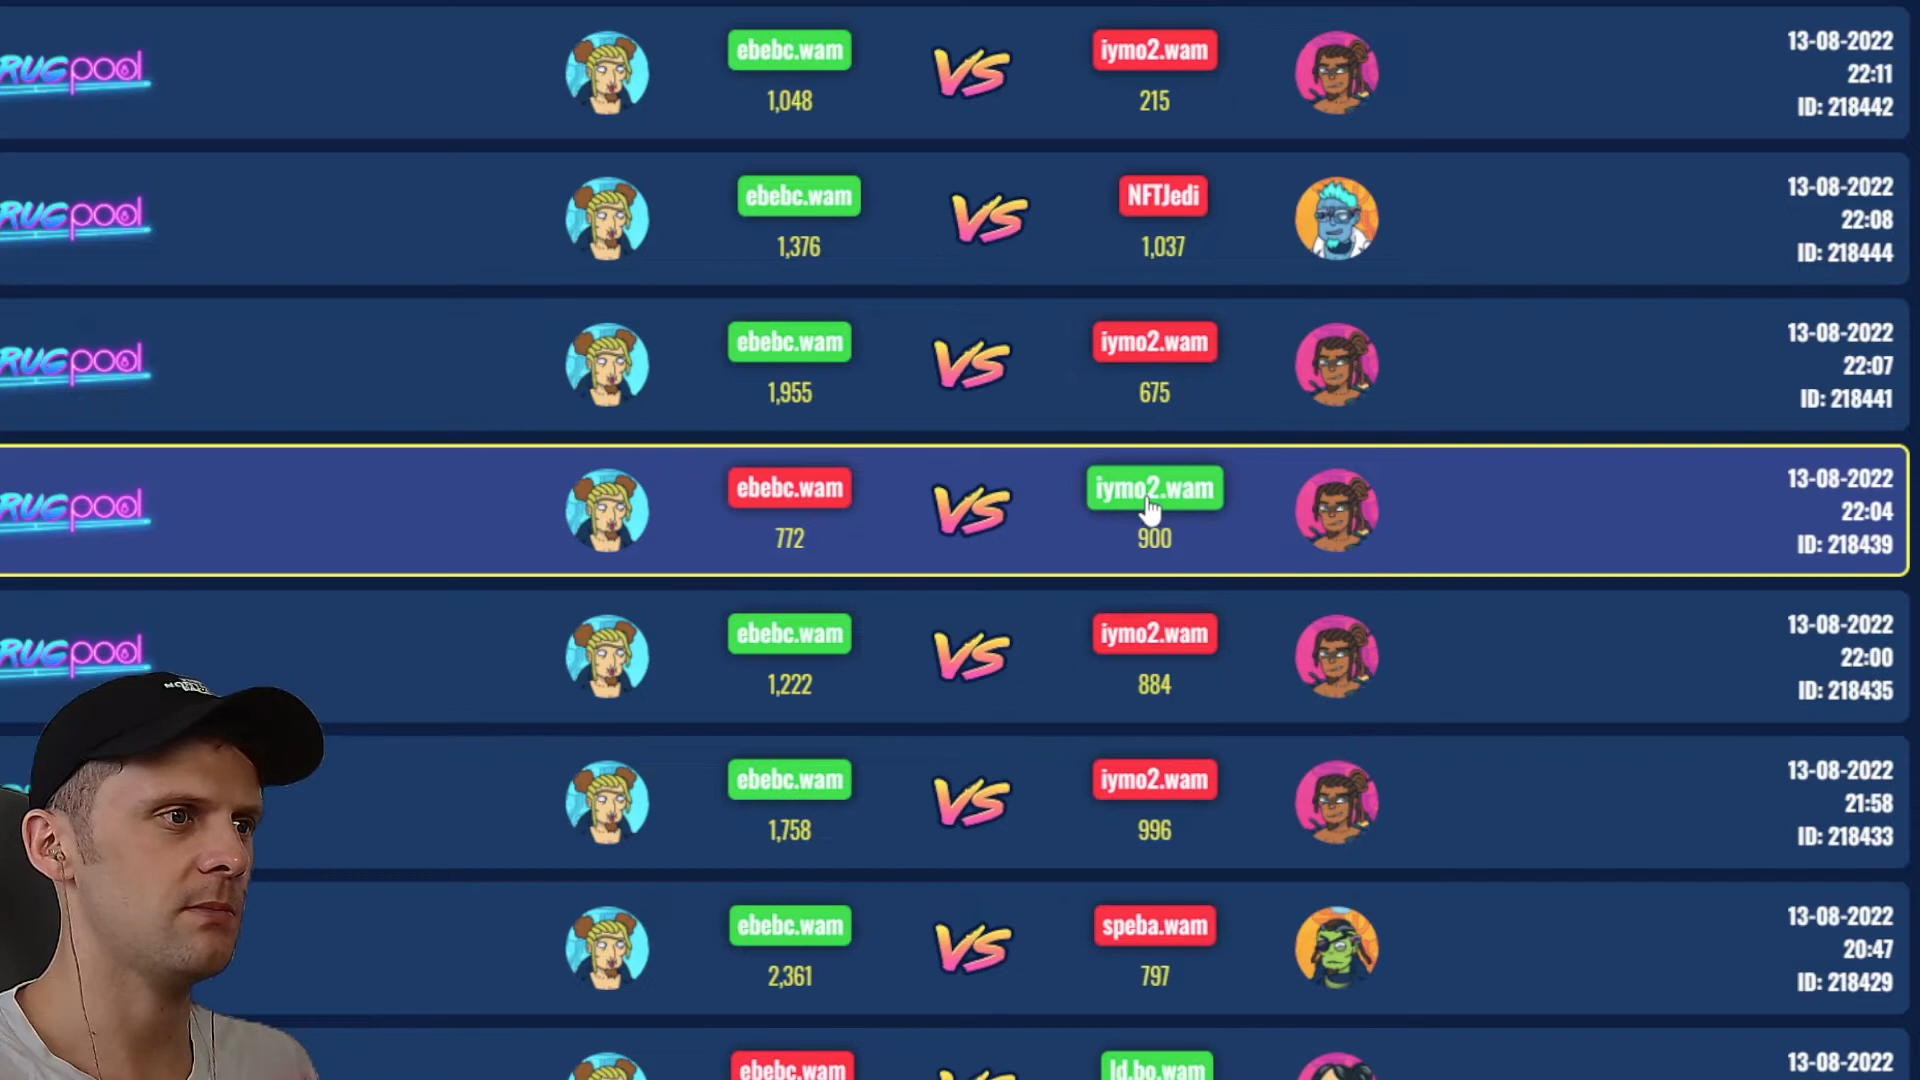 RUGpool
ebebc.wam
1,048
VS
iymo2.wam
215
13-08-2022
22:11
ID: 218442
RUGpool
ebebc.wam
1,376
VS
NFTJedi
1,037
13-08-2022
22:08
ID: 218444
RUGpool
ebebc.wam
1,955
VS
iymo2.wam
675
13-08-2022
22:07
ID: 218441
RUGpool
ebebc.wam
772
VS
iymo2.wam
900
13-08-2022
22:04
ID: 218439
RUGpool
ebebc.wam
1,222
VS
iymo2.wam
884
13-08-2022
22:00
ID: 218435
ebebc.wam
1,758
VS
iymo2.wam
996
13-08-2022
21:58
ID: 218433
ebebc.wam
2,361
VS
speba.wam
797
13-08-2022
20:47
ID: 218429
ebebc.wam
VS
ld.bo.wam
13-08-2022